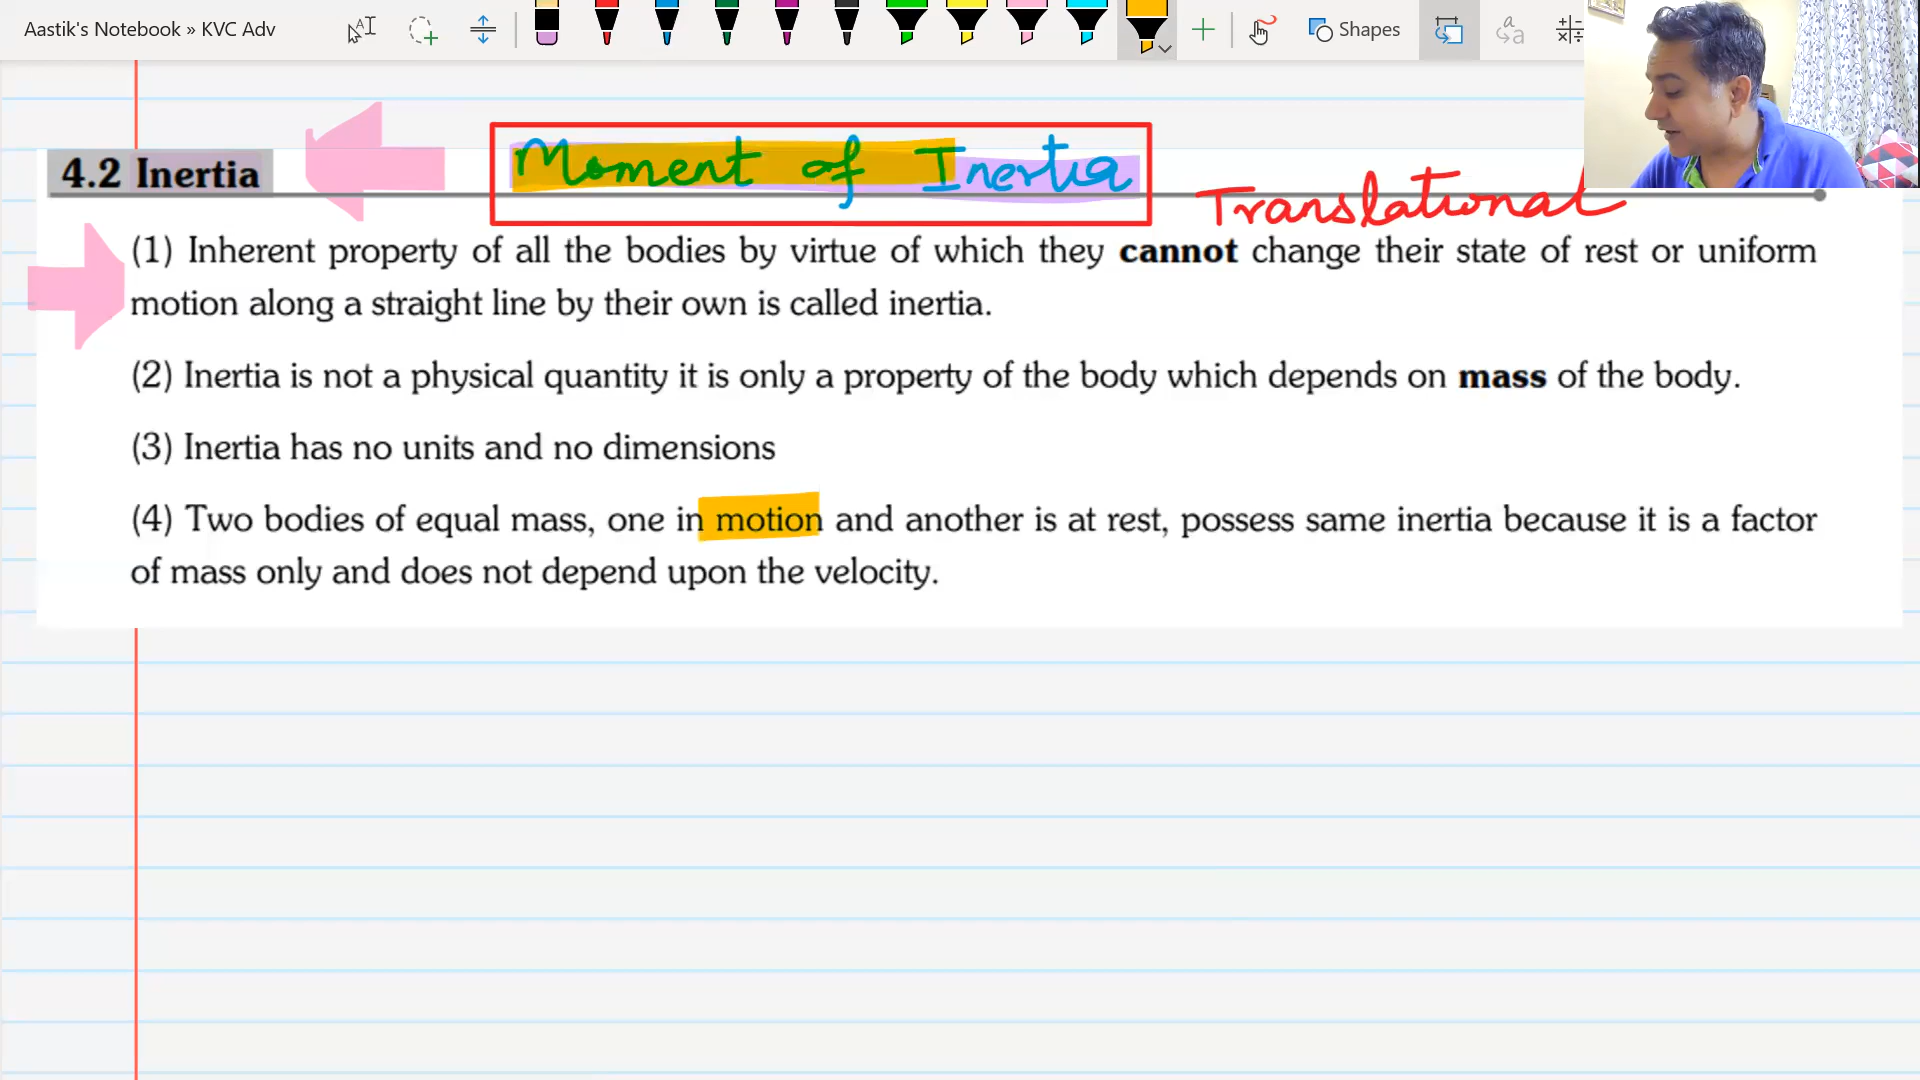 Aastik's Notebook » KVC Adv
Shapes
Moment of Inertia
4.2 Inertia
Translational
(1) Inherent property of all the bodies by virtue of which they cannot change their state of rest or uniform
motion along a straight line by their own is called inertia.
(2) Inertia is not a physical quantity it is only a property of the body which depends on mass of the body.
(3) Inertia has no units and no dimensions
(4) Two bodies of equal mass, one in motion and another is at rest, possess same inertia because it is a factor
of mass only and does not depend upon the velocity.